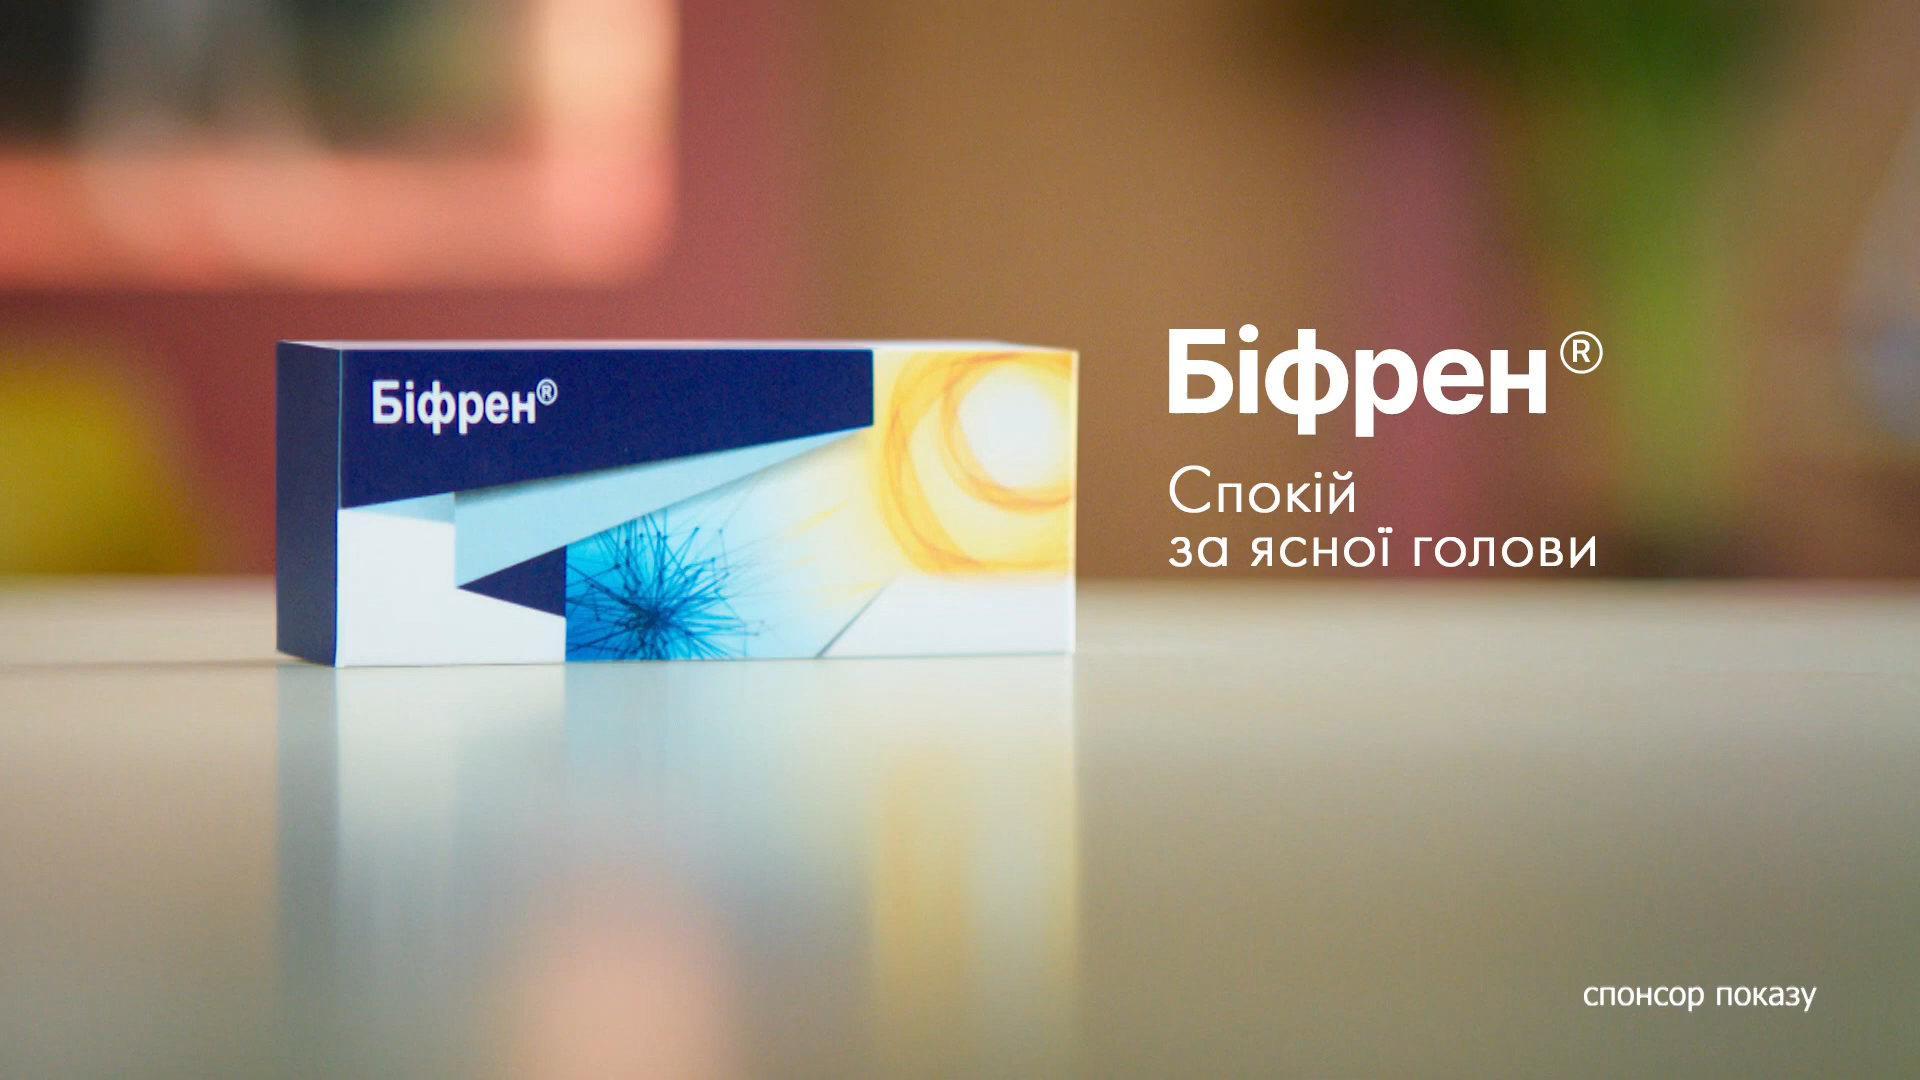 Біфрен®
Біфрен®
Спокій
за ясної голови
спонсор показу